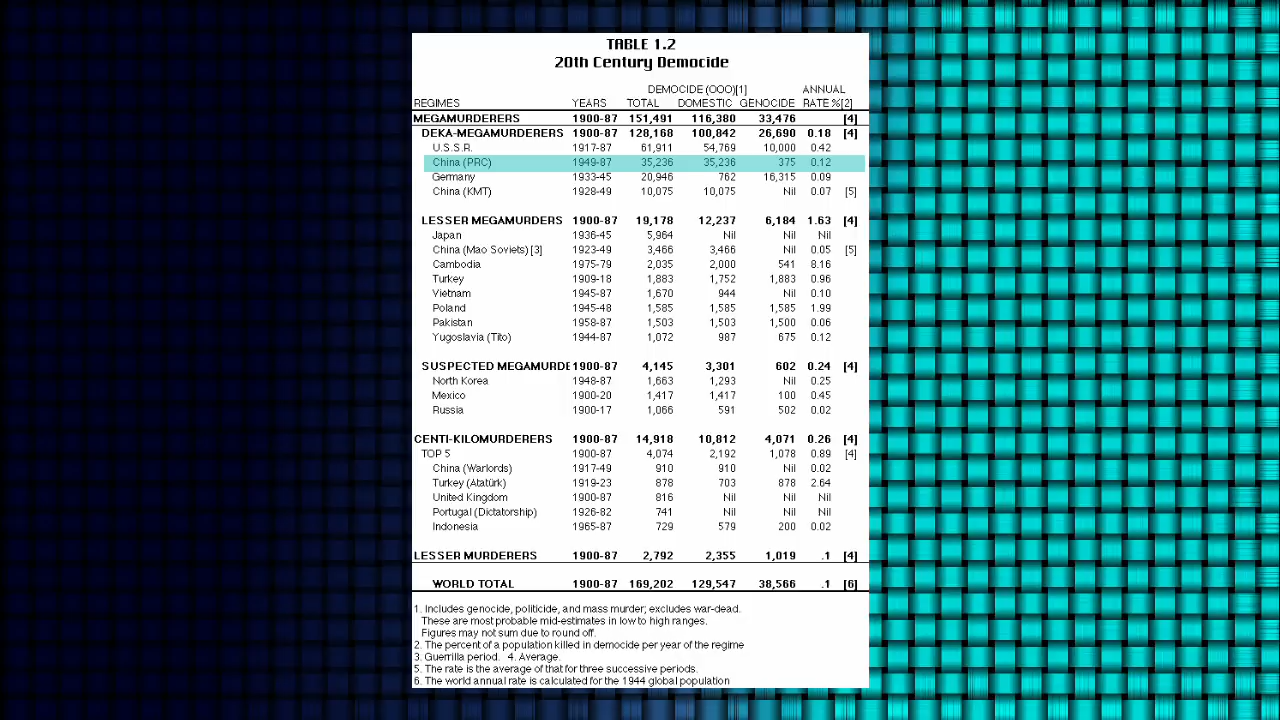 TABLE 1.2
20th Century Democide
DEMOCIDE (OOO)[1] ANNUAL
REGIMES YEARS TOTAL DOMESTIC GENOCIDE RATE %[2]
MEGAMURDERERS 1900-87 151,491 116,380 33,476 [4]
DEKA-MEGAMURDERERS 1900-87 128,168 100,842 26,690 0.18 [4]
U.S.S.R. 1917-87 61,911 54,769 10,000 0.42
China (PRC) 1949-87 35,236 35,236 375 0.12
Germany 1933-45 20,946 762 16,315 0.09
China (KMT) 1928-49 10,075 10,075 Nil 0.07 [5]
LESSER MEGAMURDERS 1900-87 19,178 12,237 6,184 1.63 [4]
Japan 1936-45 5,964 Nil Nil Nil
China (Mao Soviets) [3] 1923-49 3,466 3,466 Nil 0.05 [5]
Cambodia 1975-79 2,035 2,000 541 8.16
Turkey 1909-18 1,883 1,752 1,883 0.96
Vietnam 1945-87 1,670 944 Nil 0.10
Poland 1945-48 1,585 1,585 1,585 1.99
Pakistan 1958-87 1,503 1,503 1,500 0.06
Yugoslavia (Tito) 1944-87 1,072 987 675 0.12
SUSPECTED MEGAMURDE 1900-87 4,145 3,301 602 0.24 [4]
North Korea 1948-87 1,663 1,293 Nil 0.25
Mexico 1900-20 1,417 1,417 100 0.45
Russia 1900-17 1,066 591 502 0.02
CENTI-KILOMURDERERS 1900-87 14,918 10,812 4,071 0.26 [4]
TOP 5 1900-87 4,074 2,192 1,078 0.89 [4]
China (Warlords) 1917-49 910 910 Nil 0.02
Turkey (Atatürk) 1919-23 878 703 878 2.64
United Kingdom 1900-87 816 Nil Nil Nil
Portugal (Dictatorship) 1926-82 741 Nil Nil Nil
Indonesia 1965-87 729 579 200 0.02
LESSER MURDERERS 1900-87 2,792 2,355 1,019 .1 [4]
WORLD TOTAL 1900-87 169,202 129,547 38,566 .1 [6]
1. Includes genocide, politicide, and mass murder; excludes war-dead.
These are most probable mid-estimates in low to high ranges.
Figures may not sum due to round off.
2. The percent of a population killed in democide per year of the regime
3. Guerrilla period. 4. Average.
5. The rate is the average of that for three successive periods.
6. The world annual rate is calculated for the 1944 global population